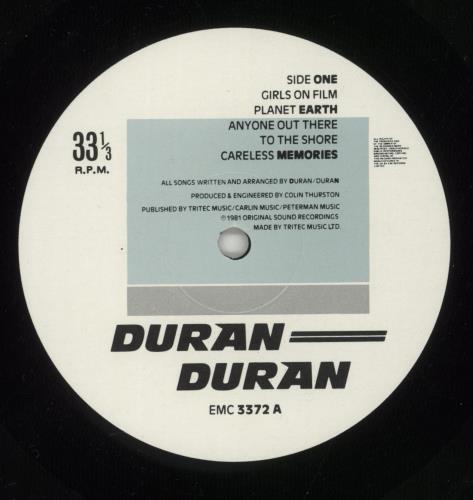 SIDE ONE
GIRLS ON FILM
PLANET EARTH
ANYONE OUT THERE
TO THE SHORE
CARELESS MEMORIES
33 1/3
R.P.M.
ALL SONGS WRITTEN AND ARRANGED BY DURAN/DURAN
PRODUCED & ENGINEERED BY COLIN THURSTON
PUBLISHED BY TRITEC MUSIC/CARLIN MUSIC/PETERMAN MUSIC
℗1981 ORIGINAL SOUND RECORDINGS
MADE BY TRITEC MUSIC LTD.
DURAN
DURAN
EMC 3372 A